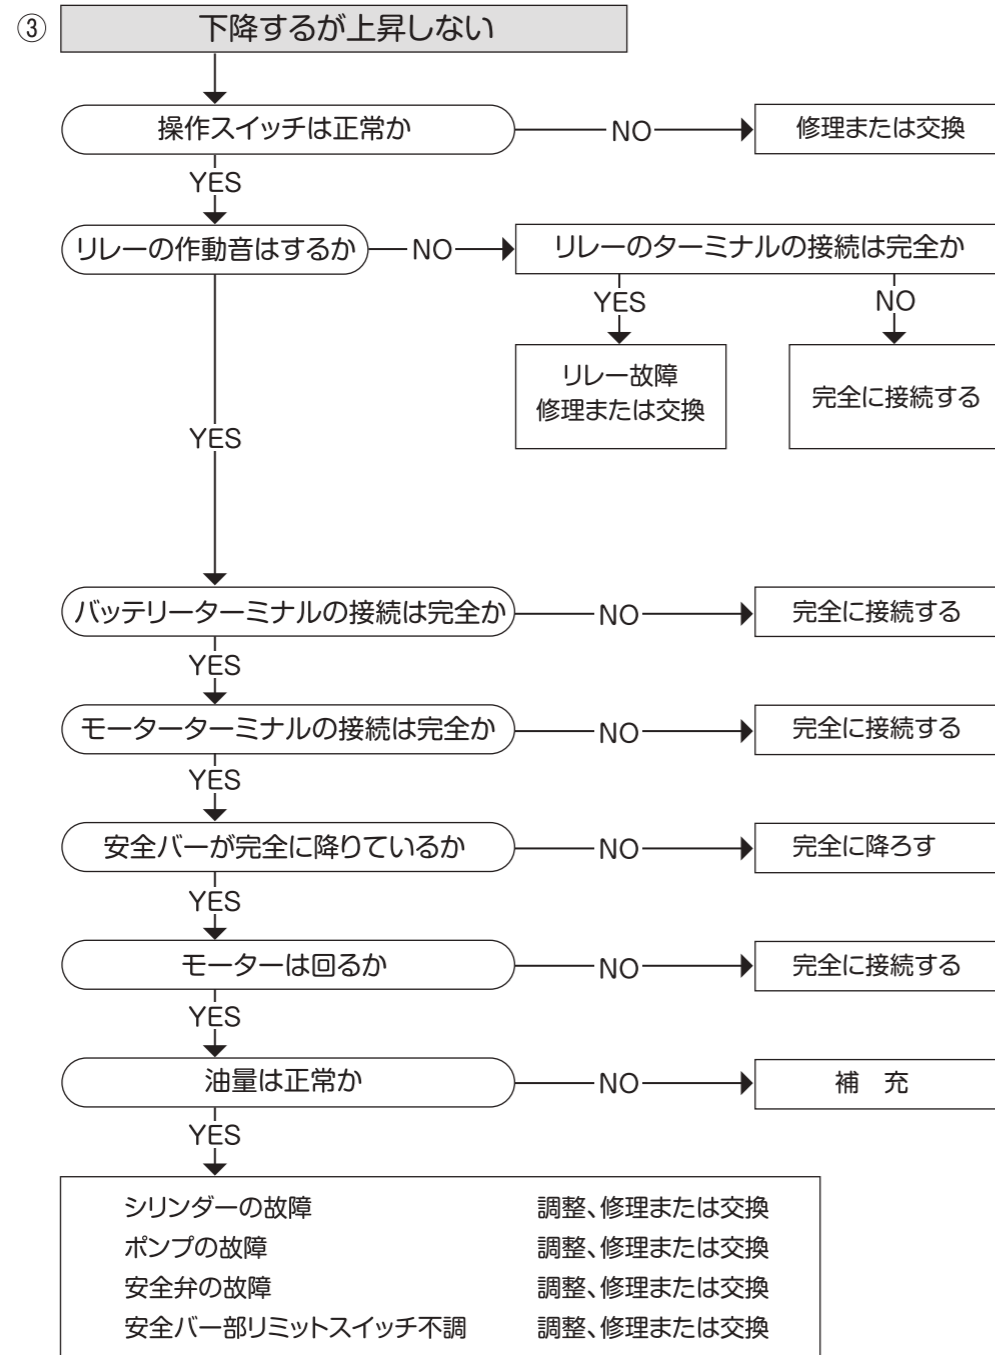 ③ 下降するが上昇しない
操作スイッチは正常か
NO
修理または交換
YES
リレーの作動音はするか
NO
リレーのターミナルの接続は完全か
YES
NO
リレー故障
修理または交換
完全に接続する
YES
バッテリーターミナルの接続は完全か
NO
完全に接続する
YES
モーターターミナルの接続は完全か
NO
完全に接続する
YES
安全バーが完全に降りているか
NO
完全に降ろす
YES
モーターは回るか
NO
完全に接続する
YES
油量は正常か
NO
補　充
YES
シリンダーの故障　調整、修理または交換
ポンプの故障　調整、修理または交換
安全弁の故障　調整、修理または交換
安全バー部リミットスイッチ不調　調整、修理または交換